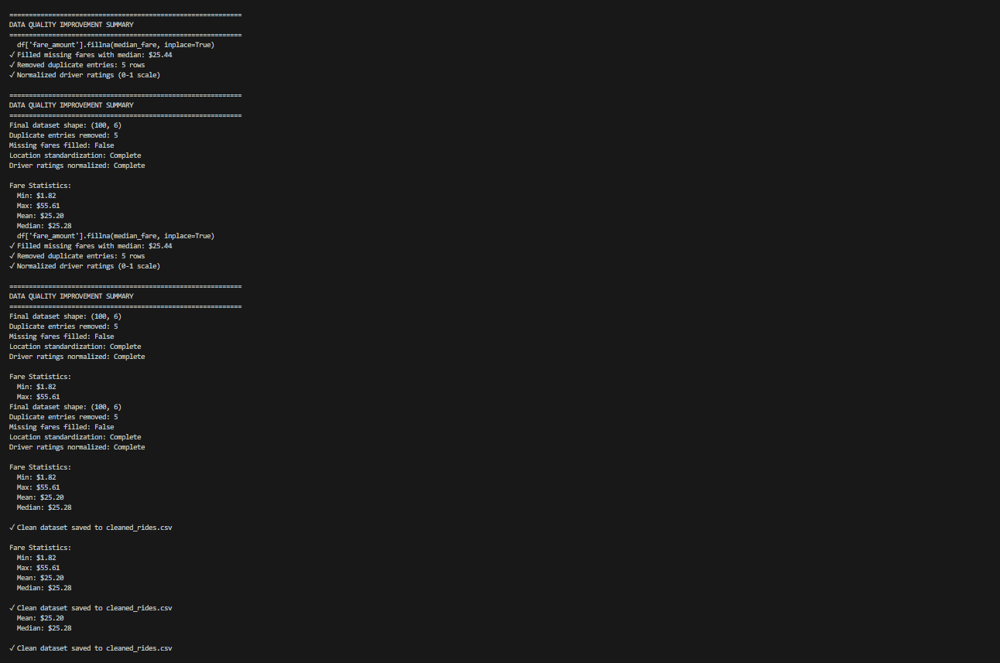 ============================================================
DATA QUALITY IMPROVEMENT SUMMARY
============================================================
  df['fare_amount'].fillna(median_fare, inplace=True)
✓ Filled missing fares with median: $25.44
✓ Removed duplicate entries: 5 rows
✓ Normalized driver ratings (0-1 scale)

============================================================
DATA QUALITY IMPROVEMENT SUMMARY
============================================================
Final dataset shape: (100, 6)
Duplicate entries removed: 5
Missing fares filled: False
Location standardization: Complete
Driver ratings normalized: Complete

Fare Statistics:
  Min: $1.82
  Max: $55.61
  Mean: $25.20
  Median: $25.28
  df['fare_amount'].fillna(median_fare, inplace=True)
✓ Filled missing fares with median: $25.44
✓ Removed duplicate entries: 5 rows
✓ Normalized driver ratings (0-1 scale)

============================================================
DATA QUALITY IMPROVEMENT SUMMARY
============================================================
Final dataset shape: (100, 6)
Duplicate entries removed: 5
Missing fares filled: False
Location standardization: Complete
Driver ratings normalized: Complete

Fare Statistics:
  Min: $1.82
  Max: $55.61
Final dataset shape: (100, 6)
Duplicate entries removed: 5
Missing fares filled: False
Location standardization: Complete
Driver ratings normalized: Complete

Fare Statistics:
  Min: $1.82
  Max: $55.61
  Mean: $25.20
  Median: $25.28

✓ Clean dataset saved to cleaned_rides.csv

Fare Statistics:
  Min: $1.82
  Max: $55.61
  Mean: $25.20
  Median: $25.28

✓ Clean dataset saved to cleaned_rides.csv
  Mean: $25.20
  Median: $25.28

✓ Clean dataset saved to cleaned_rides.csv